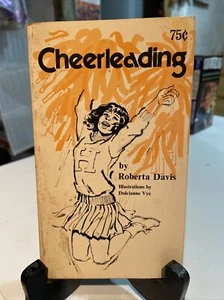 75¢
Cheerleading
by
Roberta Davis
Illustrations by
Dulcianne Vye